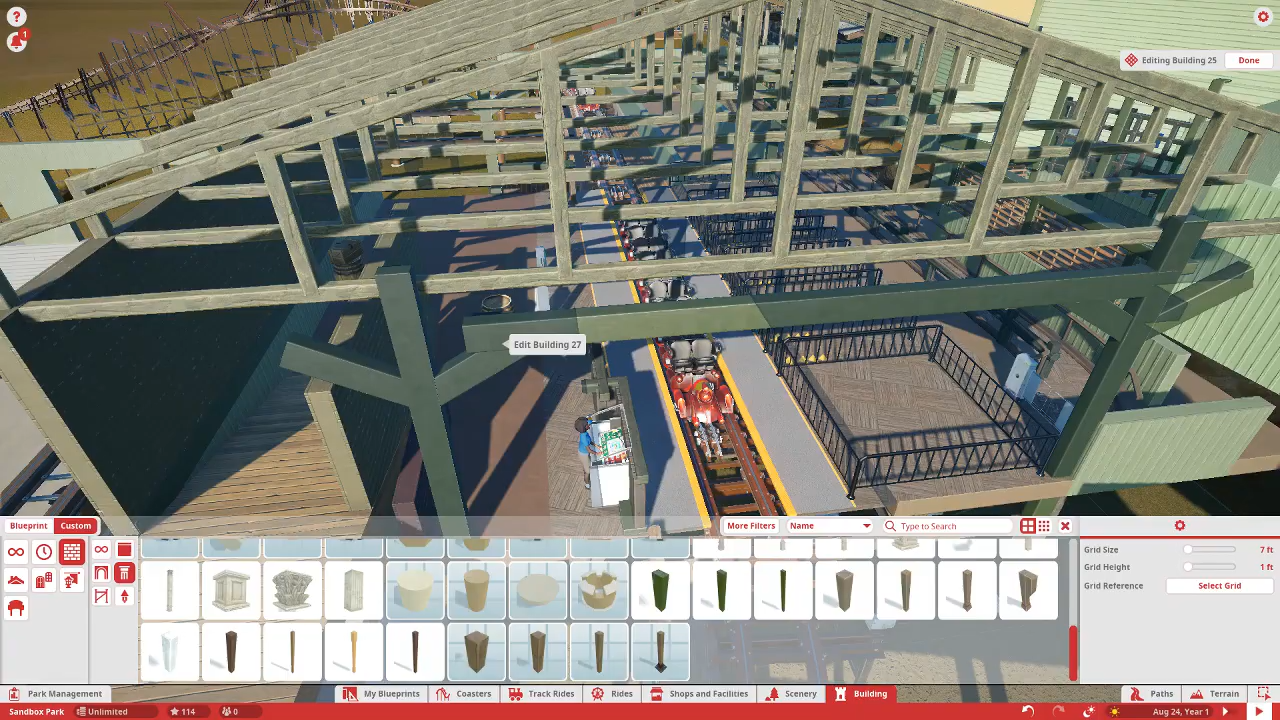 ?
1
Editing Building 25 Done
Edit Building 27
Blueprint Custom More Filters Name Type to Search
Grid Size 7 ft
Grid Height 1 ft
Grid Reference Select Grid
Park Management My Blueprints Coasters Track Rides Rides Shops and Facilities Scenery Building Paths Terrain
Sandbox Park Unlimited 114 0 Aug 24, Year 1